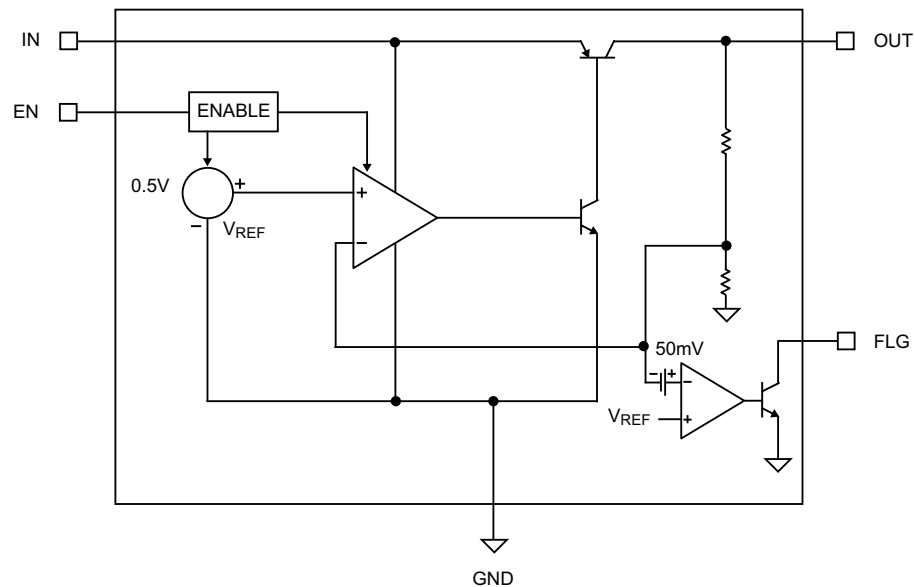 IN
OUT
EN
ENABLE
0.5V
+
−
V_REF
+
−
50mV
− +
−
V_REF
+
FLG
GND